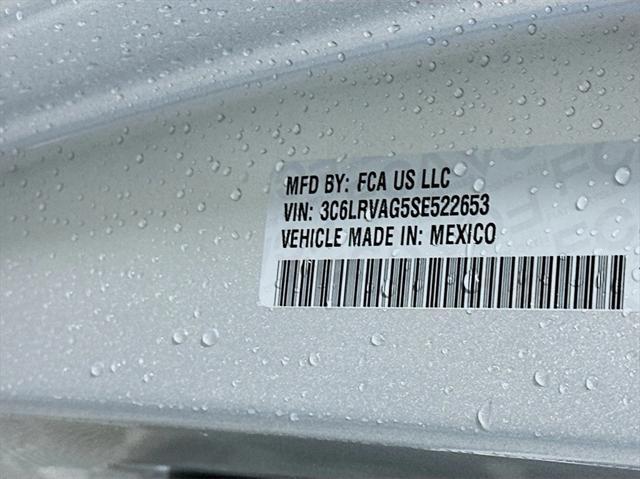 MFD BY: FCA US LLC
VIN: 3C6LRVAG5SE522653
VEHICLE MADE IN: MEXICO